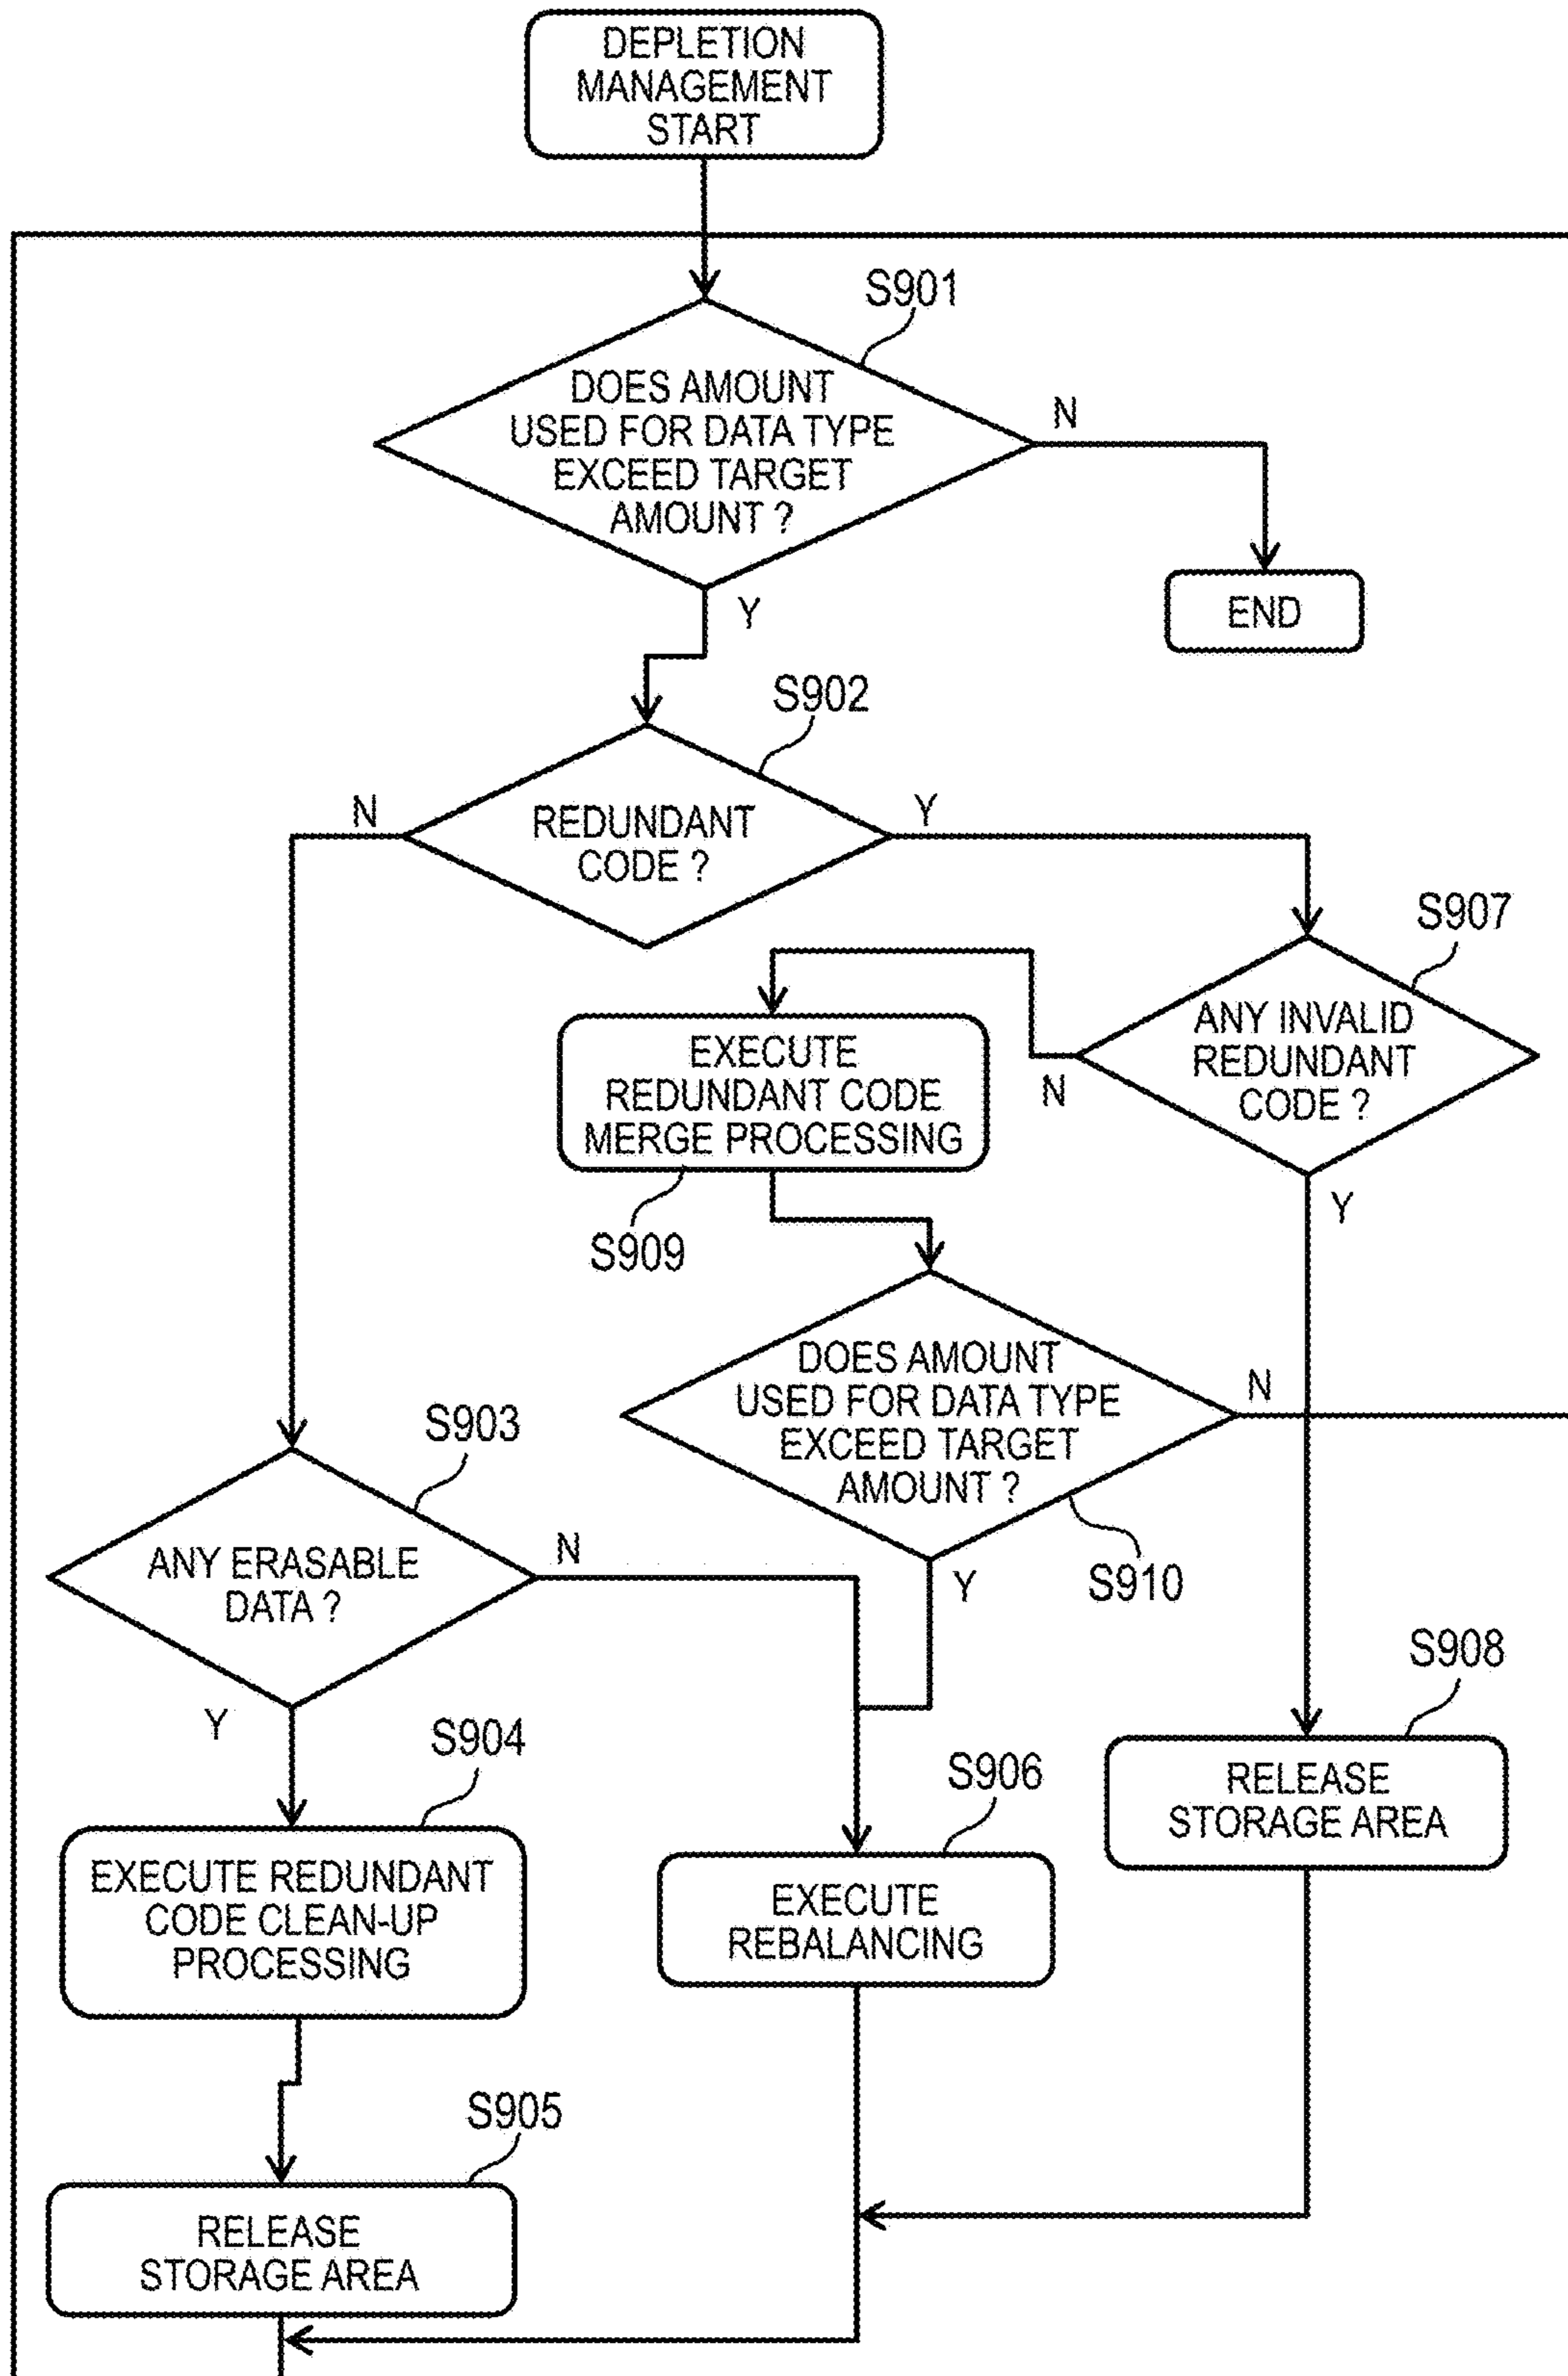 DEPLETION
MANAGEMENT
START
S901
DOES AMOUNT
USED FOR DATA TYPE
EXCEED TARGET
AMOUNT ?
N
Y
END
S902
N
REDUNDANT
CODE ?
Y
S907
ANY INVALID
REDUNDANT
CODE ?
N
Y
EXECUTE
REDUNDANT CODE
MERGE PROCESSING
S909
DOES AMOUNT
USED FOR DATA TYPE
EXCEED TARGET
AMOUNT ?
N
Y
S910
S903
ANY ERASABLE
DATA ?
N
Y
S908
RELEASE
STORAGE AREA
S904
EXECUTE REDUNDANT
CODE CLEAN-UP
PROCESSING
S906
EXECUTE
REBALANCING
S905
RELEASE
STORAGE AREA